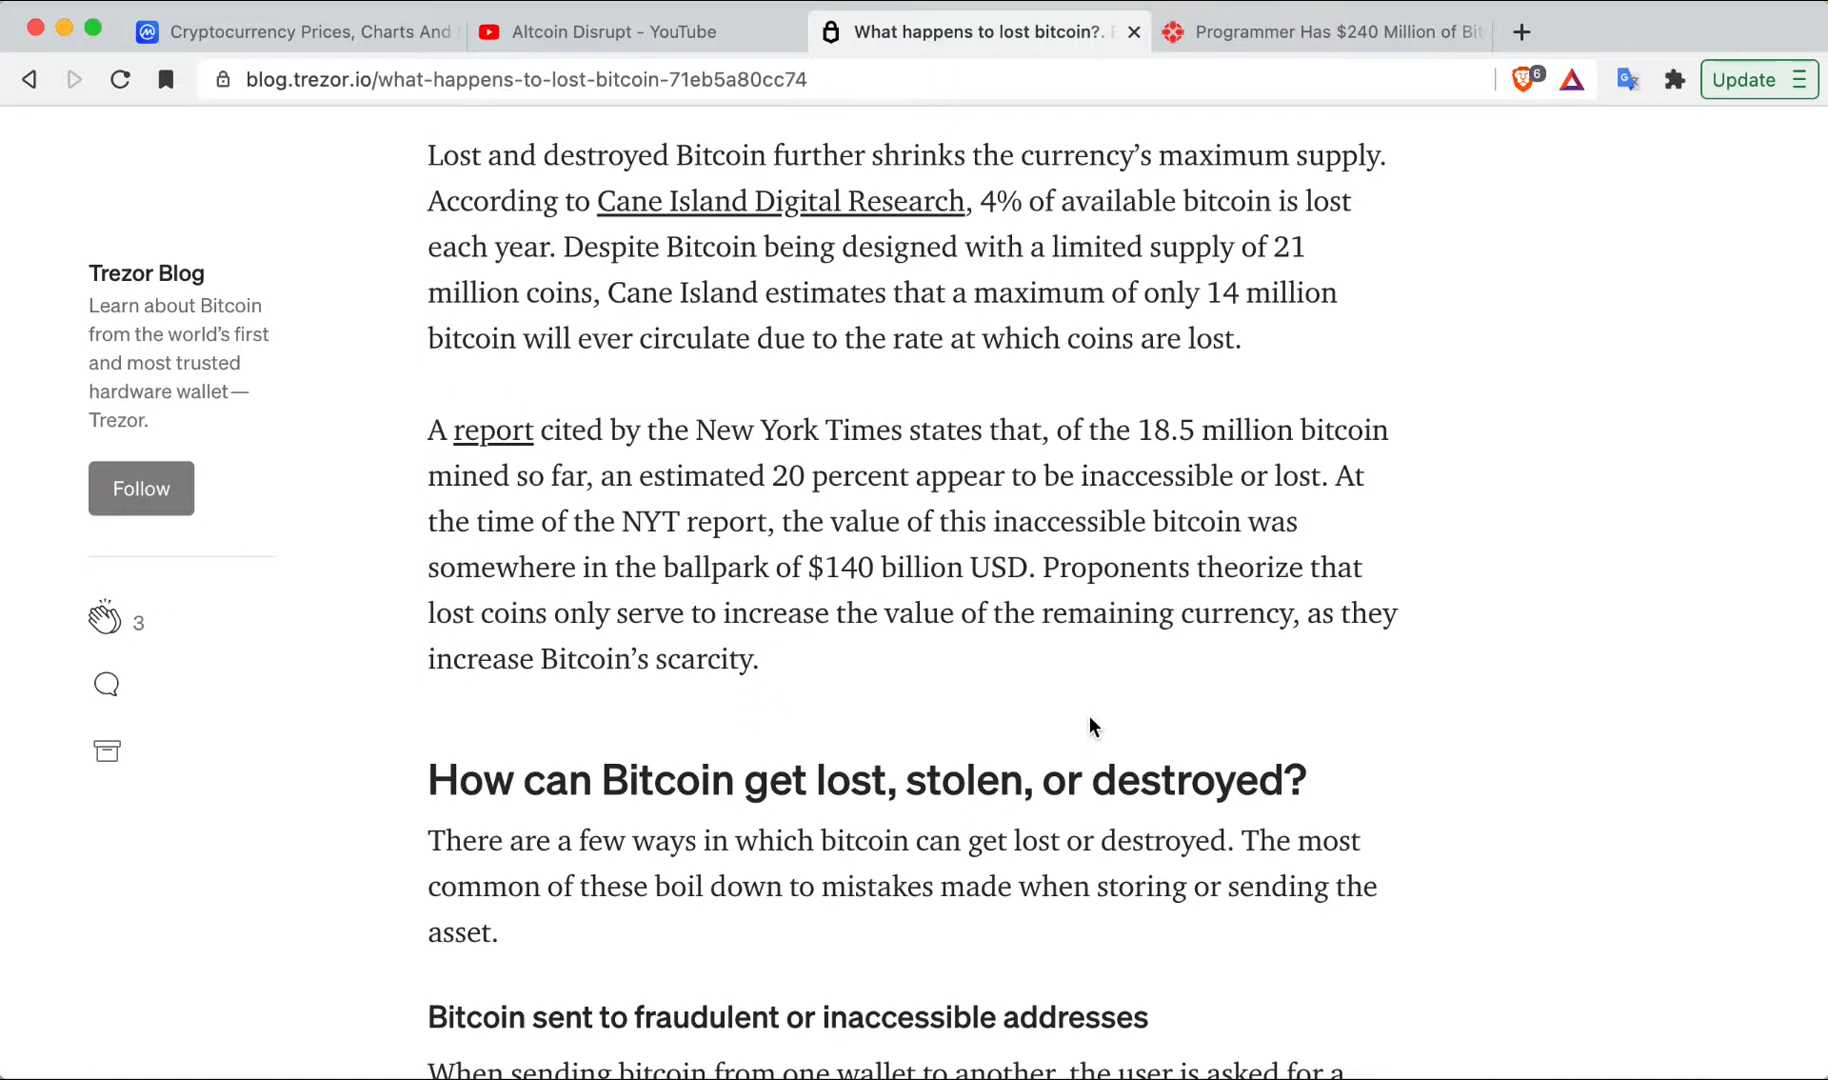 Cryptocurrency Prices, Charts And
Altcoin Disrupt - YouTube
What happens to lost bitcoin?.
Programmer Has $240 Million of Bit
blog.trezor.io/what-happens-to-lost-bitcoin-71eb5a80cc74
6
Update
Lost and destroyed Bitcoin further shrinks the currency’s maximum supply.
According to Cane Island Digital Research, 4% of available bitcoin is lost
each year. Despite Bitcoin being designed with a limited supply of 21
million coins, Cane Island estimates that a maximum of only 14 million
bitcoin will ever circulate due to the rate at which coins are lost.
Trezor Blog
Learn about Bitcoin
from the world’s first
and most trusted
hardware wallet—
Trezor.
Follow
3
A report cited by the New York Times states that, of the 18.5 million bitcoin
mined so far, an estimated 20 percent appear to be inaccessible or lost. At
the time of the NYT report, the value of this inaccessible bitcoin was
somewhere in the ballpark of $140 billion USD. Proponents theorize that
lost coins only serve to increase the value of the remaining currency, as they
increase Bitcoin’s scarcity.
How can Bitcoin get lost, stolen, or destroyed?
There are a few ways in which bitcoin can get lost or destroyed. The most
common of these boil down to mistakes made when storing or sending the
asset.
Bitcoin sent to fraudulent or inaccessible addresses
When sending bitcoin from one wallet to another, the user is asked for a